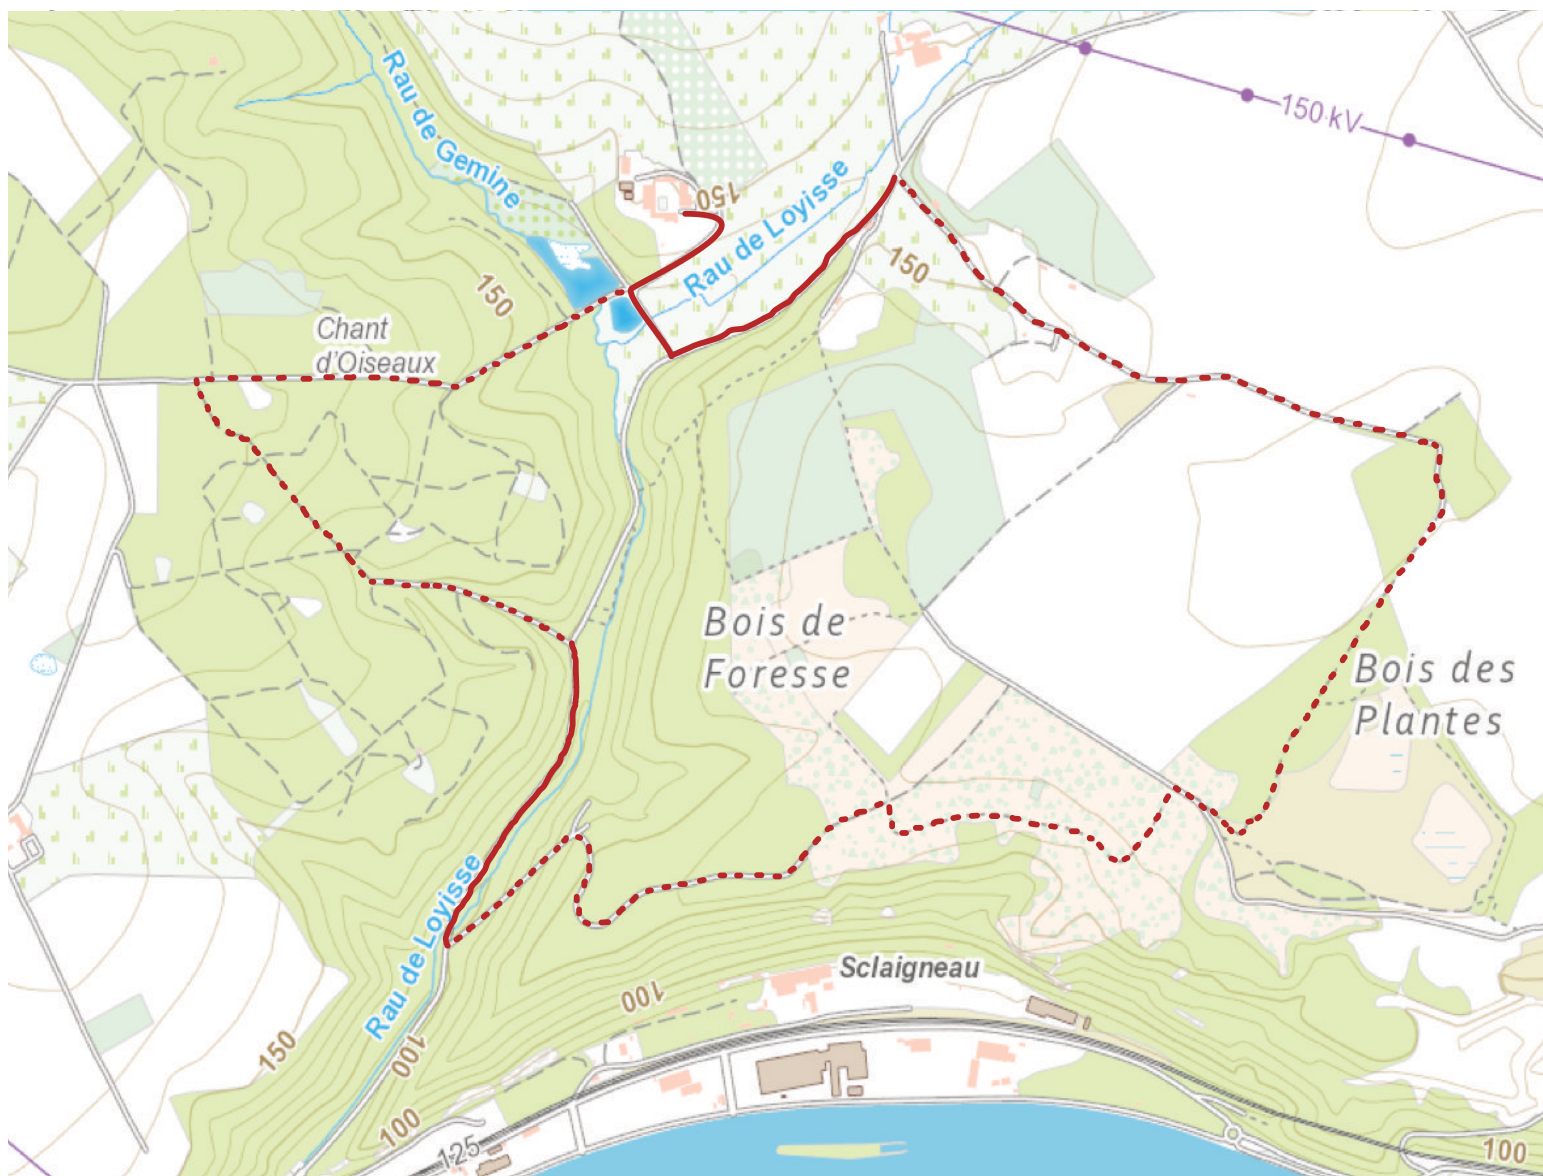 Rau de Gemine
150 kV
150
Rau de Loyisse
150
150
Chant
d'Oiseaux
Bois de
Foresse
Bois des
Plantes
Rau de Loyisse
Sclaigneau
100
150
100
100
125
100